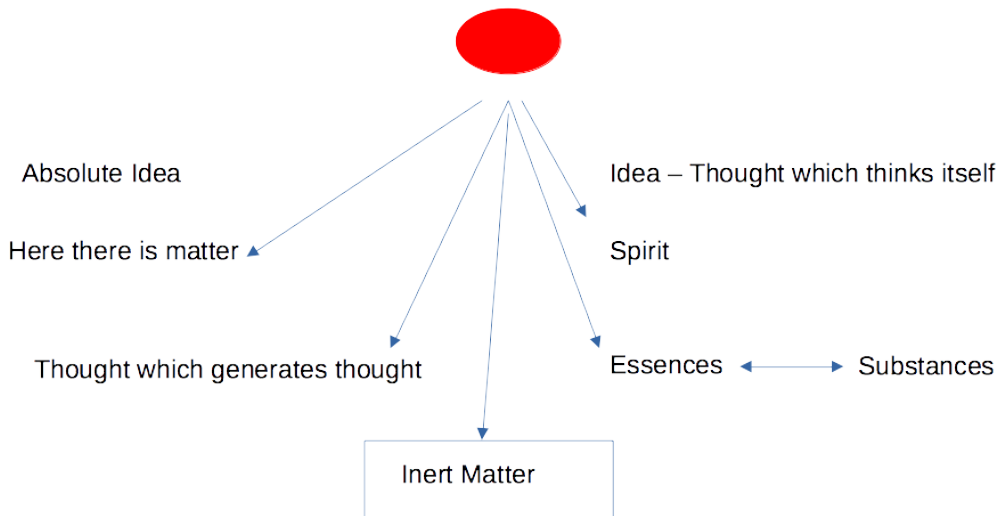 Absolute Idea
Idea – Thought which thinks itself
Here there is matter
Spirit
Thought which generates thought
Essences
Substances
Inert Matter